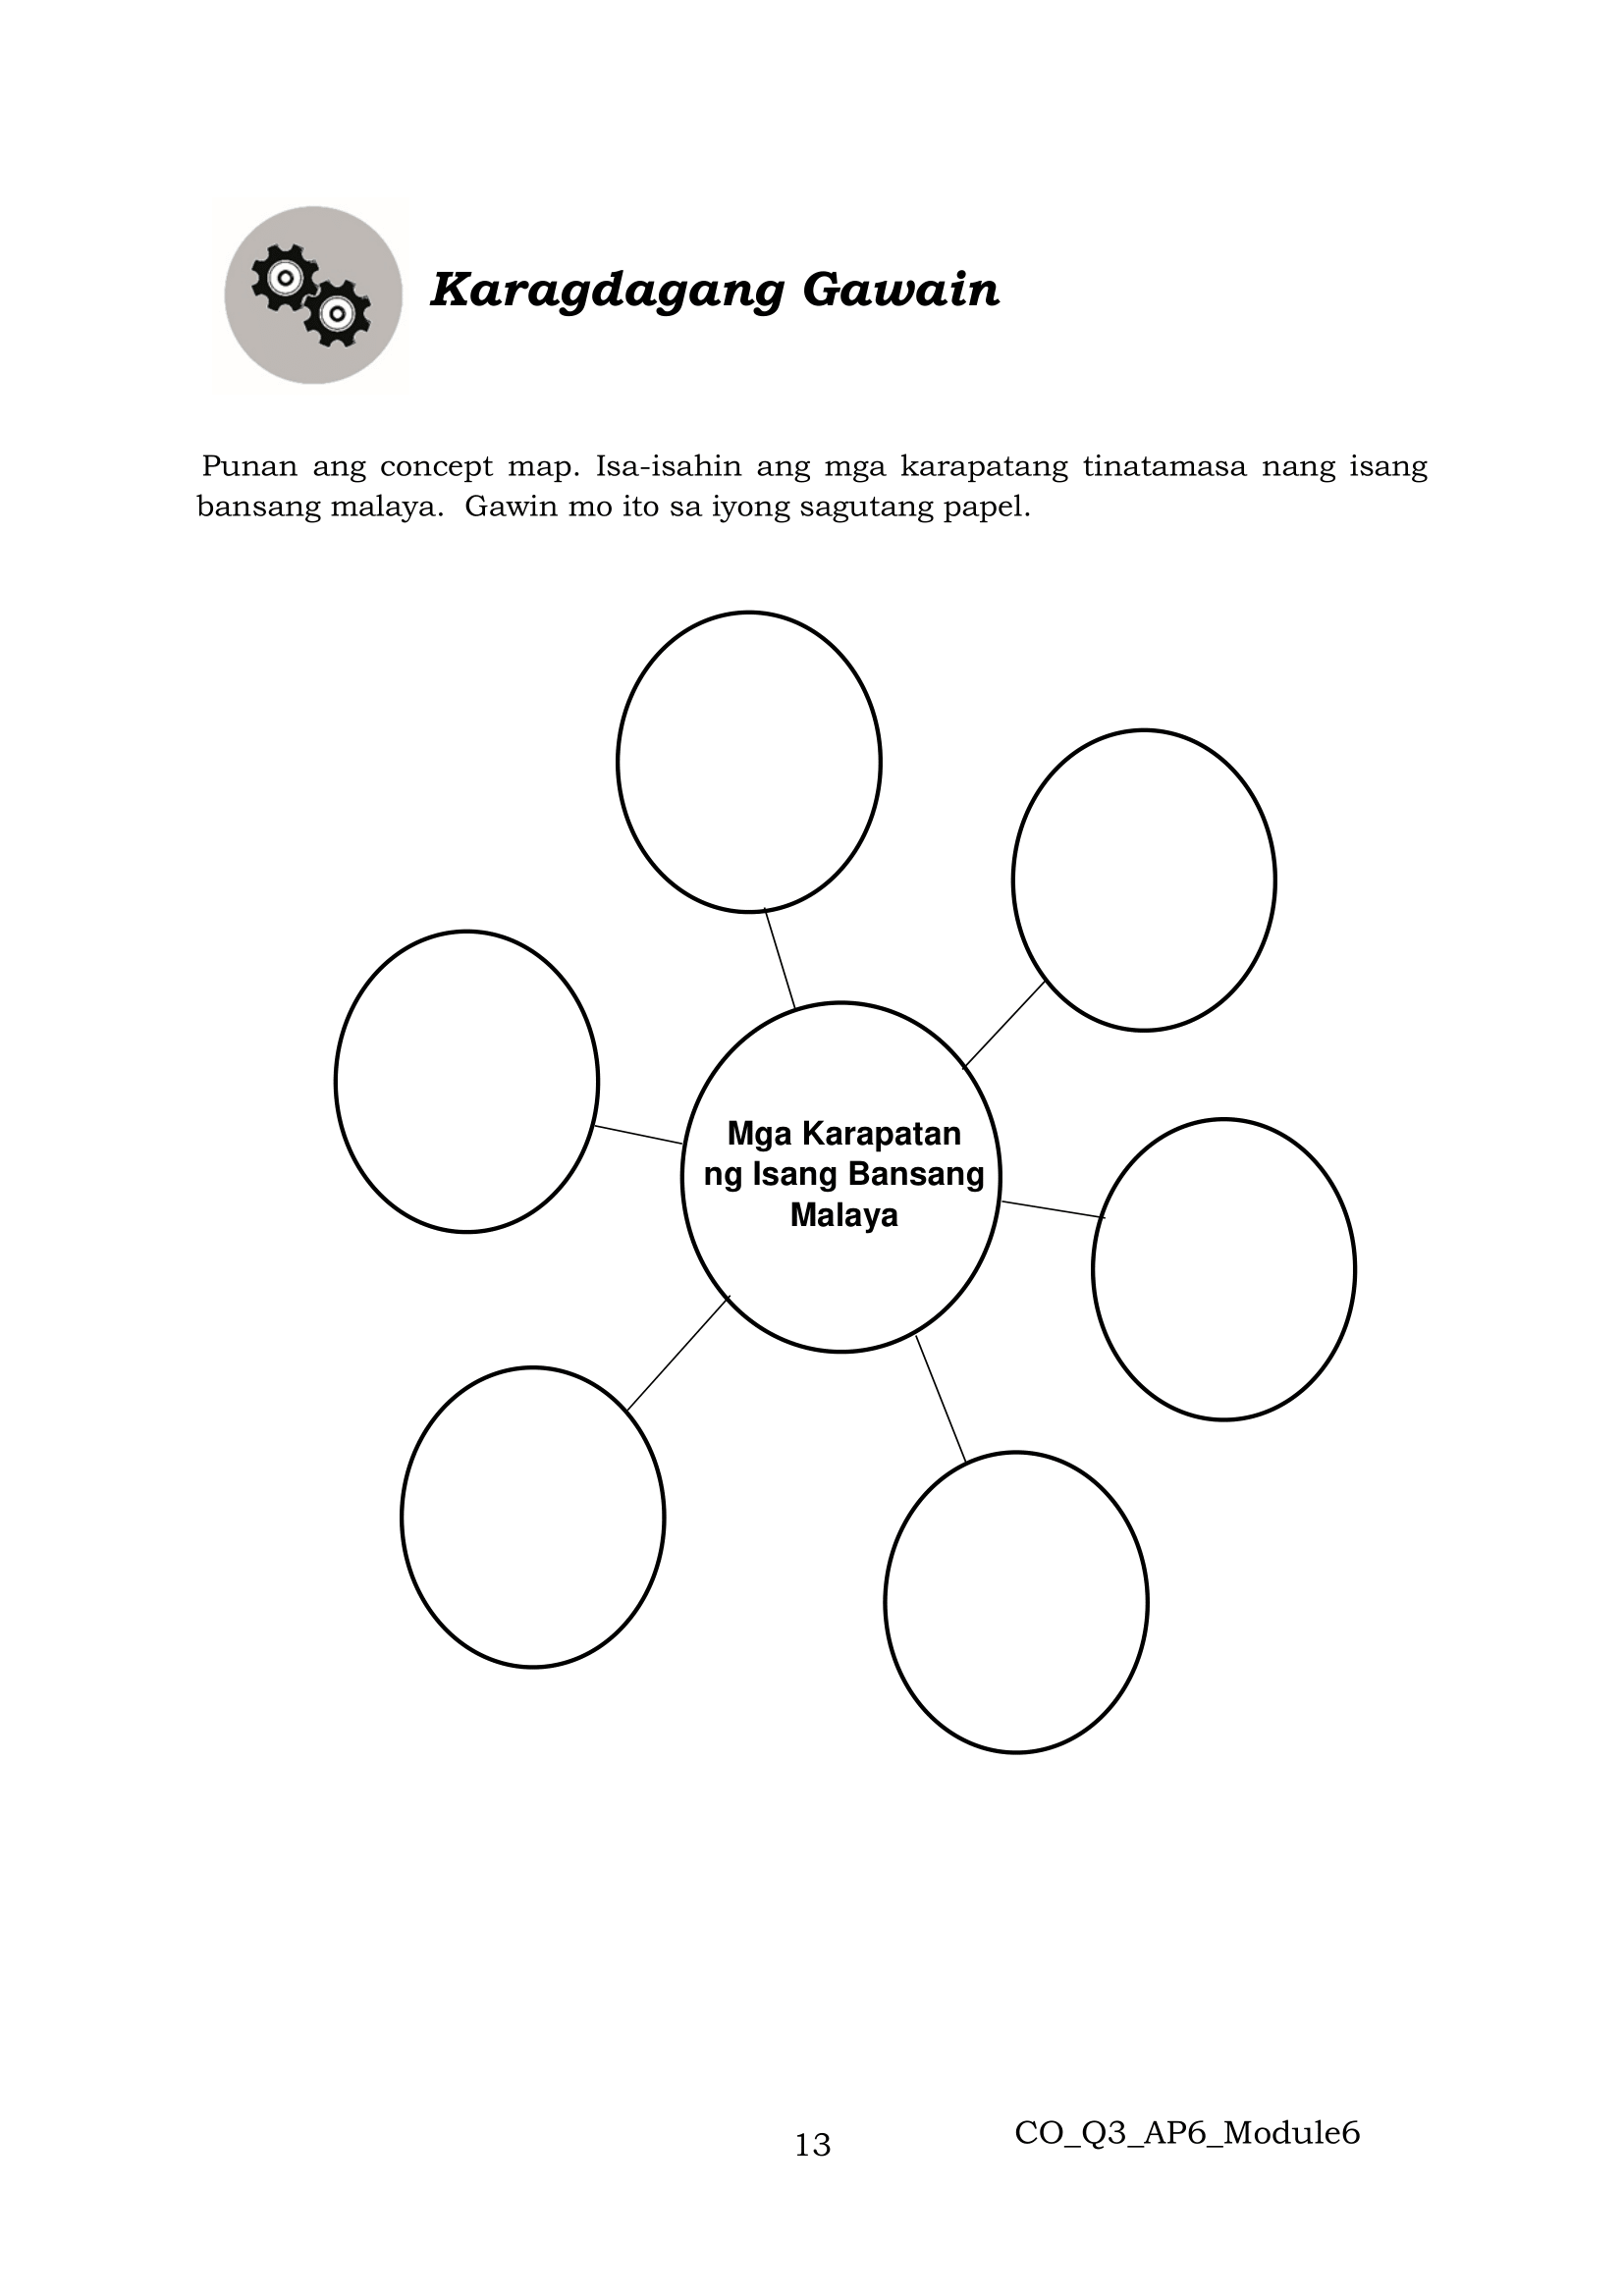 Karagdagang Gawain
Punan ang concept map. Isa-isahin ang mga karapatang tinatamasa nang isang
bansang malaya.  Gawin mo ito sa iyong sagutang papel.
Mga Karapatan
ng Isang Bansang
Malaya
13
CO_Q3_AP6_Module6